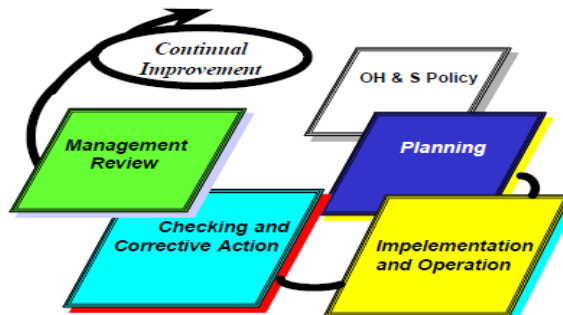 Continual
Improvement
OH & S Policy
Management
Review
Planning
Checking and
Corrective Action
Impelementation
and Operation